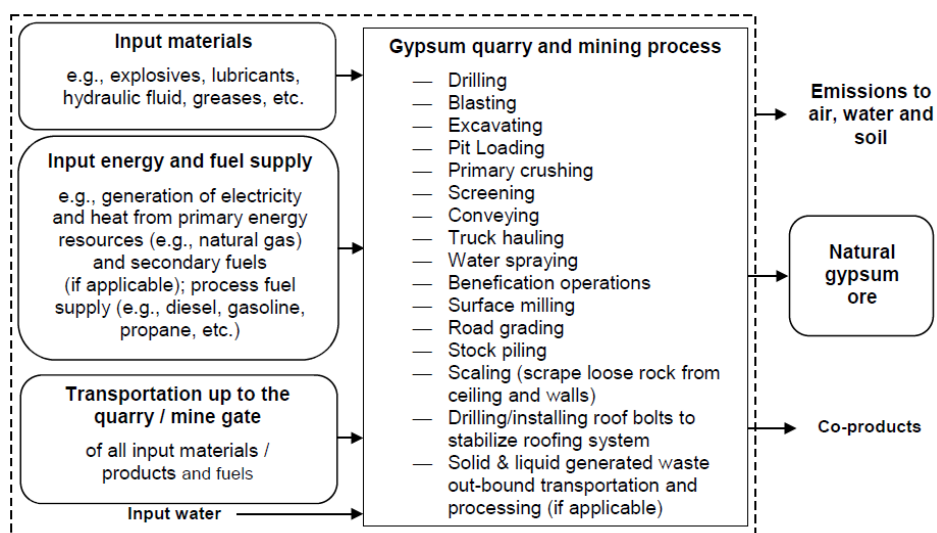 Input materials
e.g., explosives, lubricants,
hydraulic fluid, greases, etc.
Input energy and fuel supply
e.g., generation of electricity
and heat from primary energy
resources (e.g., natural gas)
and secondary fuels
(if applicable); process fuel
supply (e.g., diesel, gasoline,
propane, etc.)
Transportation up to the
quarry / mine gate
of all input materials /
products and fuels
Input water
Gypsum quarry and mining process
— Drilling
— Blasting
— Excavating
— Pit Loading
— Primary crushing
— Screening
— Conveying
— Truck hauling
— Water spraying
— Benefication operations
— Surface milling
— Road grading
— Stock piling
— Scaling (scrape loose rock from
ceiling and walls)
— Drilling/installing roof bolts to
stabilize roofing system
— Solid & liquid generated waste
out-bound transportation and
processing (if applicable)
Emissions to
air, water and
soil
Natural
gypsum
ore
Co-products